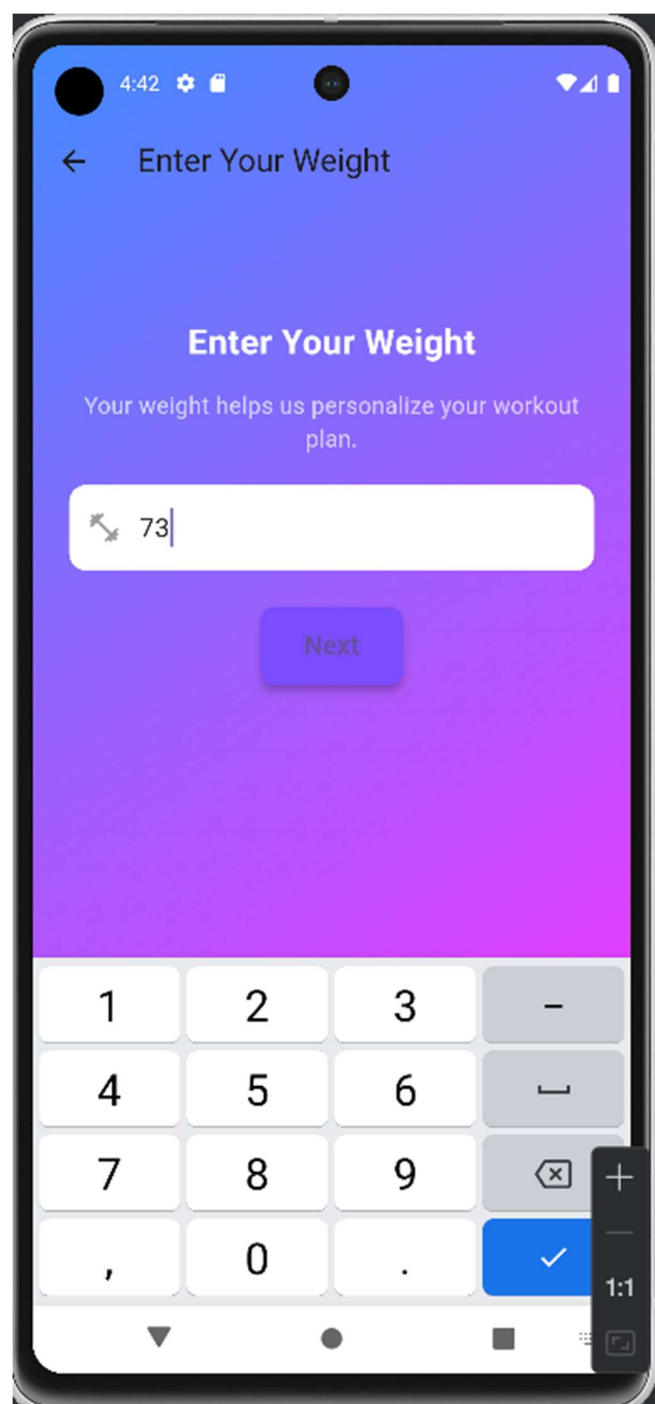 4:42
Enter Your Weight
Enter Your Weight
Your weight helps us personalize your workout
plan.
73
Next
1 2 3 -
4 5 6
7 8 9
, 0 .
1:1